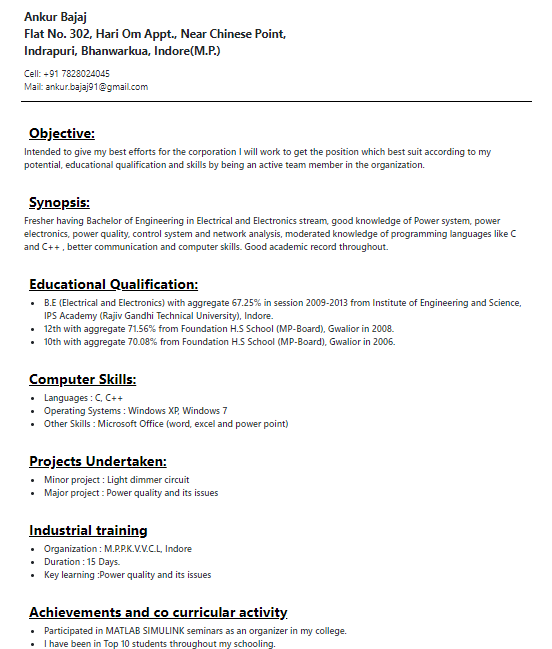 Ankur Bajaj
Flat No. 302, Hari Om Appt., Near Chinese Point,
Indrapuri, Bhanwarkua, Indore(M.P.)
Cell: +91 7828024045
Mail: ankur.bajaj91@gmail.com
Objective:
Intended to give my best efforts for the corporation I will work to get the position which best suit according to my
potential, educational qualification and skills by being an active team member in the organization.
Synopsis:
Fresher having Bachelor of Engineering in Electrical and Electronics stream, good knowledge of Power system, power
electronics, power quality, control system and network analysis, moderated knowledge of programming languages like C
and C++ , better communication and computer skills. Good academic record throughout.
Educational Qualification:
• B.E (Electrical and Electronics) with aggregate 67.25% in session 2009-2013 from Institute of Engineering and Science,
IPS Academy (Rajiv Gandhi Technical University), Indore.
• 12th with aggregate 71.56% from Foundation H.S School (MP-Board), Gwalior in 2008.
• 10th with aggregate 70.08% from Foundation H.S School (MP-Board), Gwalior in 2006.
Computer Skills:
• Languages : C, C++
• Operating Systems : Windows XP, Windows 7
• Other Skills : Microsoft Office (word, excel and power point)
Projects Undertaken:
• Minor project : Light dimmer circuit
• Major project : Power quality and its issues
Industrial training
• Organization : M.P.P.K.V.V.C.L, Indore
• Duration : 15 Days.
• Key learning :Power quality and its issues
Achievements and co curricular activity
• Participated in MATLAB SIMULINK seminars as an organizer in my college.
• I have been in Top 10 students throughout my schooling.